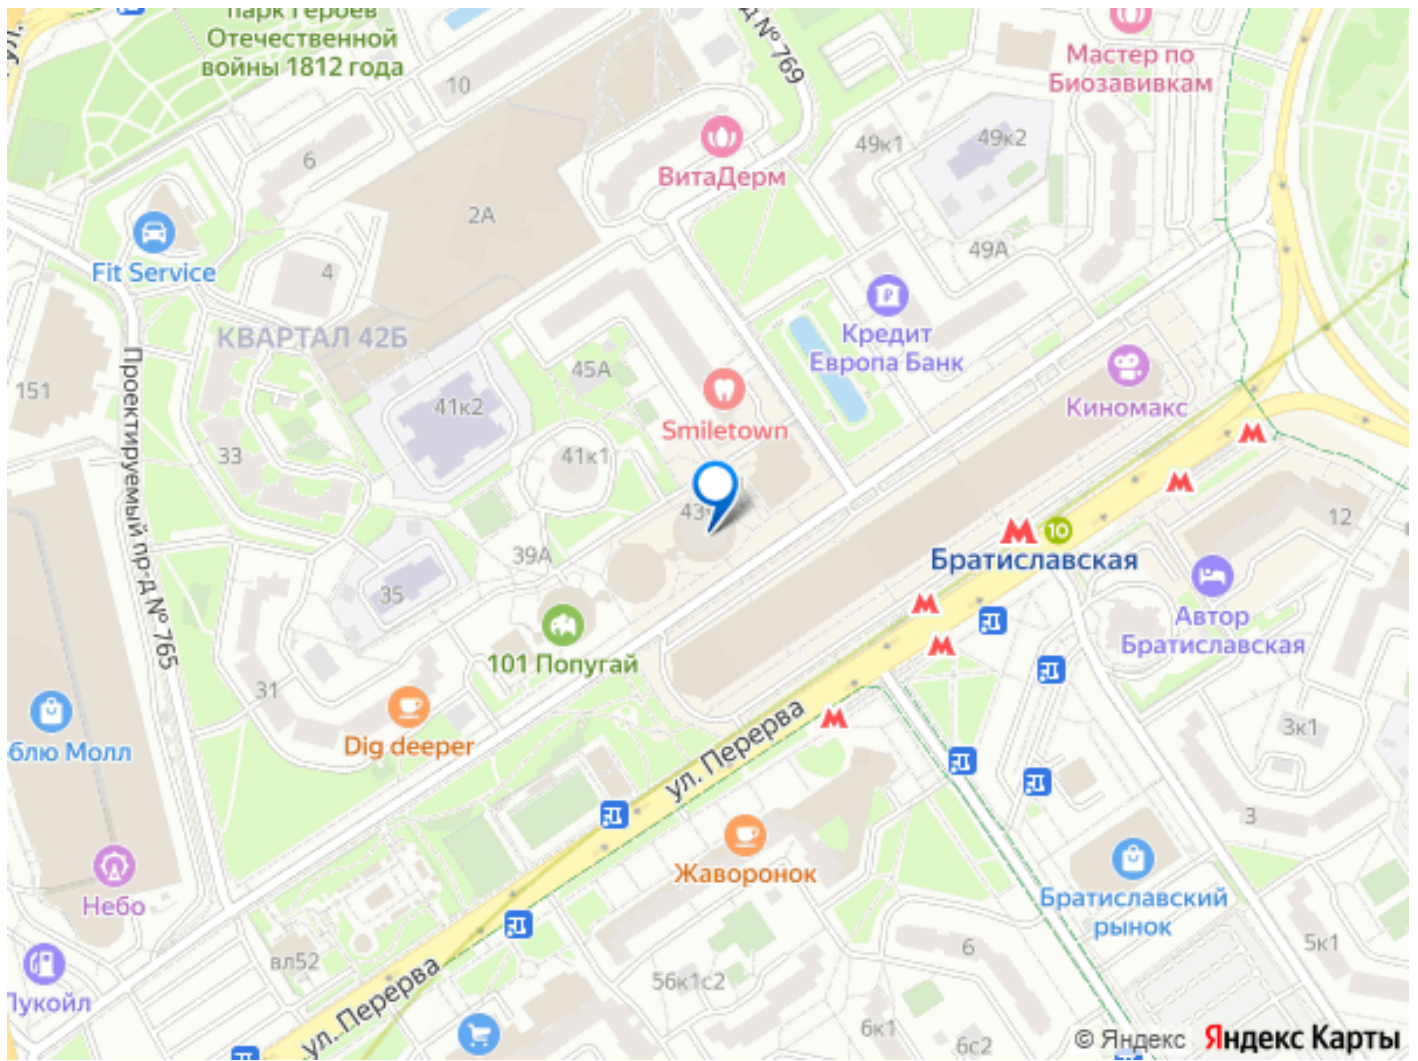 парк Героев
Отечественной
войны 1812 года
д № 769
Мастер по
Биозавивкам
10
6
49к1
49к2
ВитаДерм
2А
Fit Service
4
49А
КВАРТАЛ 42Б
Кредит
Европа Банк
Проектируемый пр-д № 765
151
45А
41к2
Smiletown
Киномакс
33
41к1
43
12
10
Братиславская
39А
35
Автор
Братиславская
101 Попугай
31
Dig deeper
ул. Перерва
3к1
блю Молл
3
Жаворонок
Братиславский
рынок
Небо
6
5к1
вл52
56к1с2
Лукойл
ул. Перерва
6к1
6с2
© Яндекс Яндекс Карты